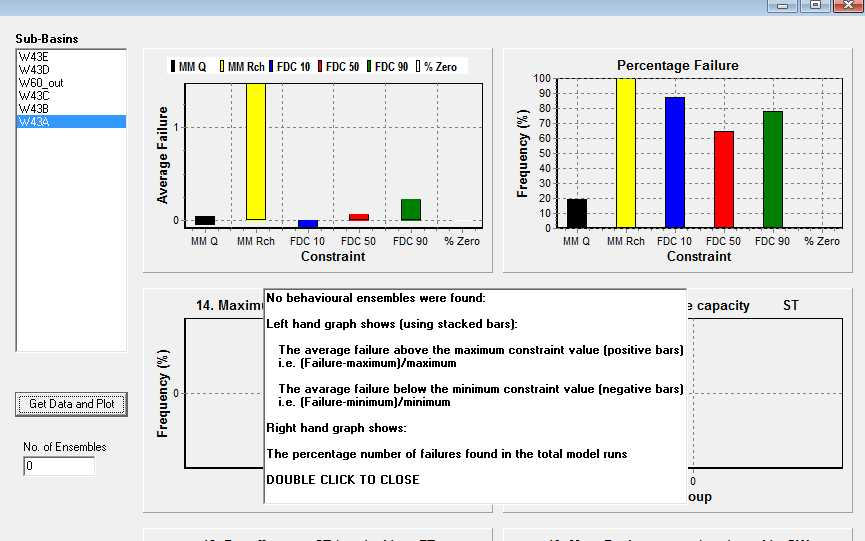 Sub-Basins
W43E
W43D
W60_out
W43C
W43B
W43A
Get Data and Plot
No. of Ensembles
0
MM Q MM Rch FDC 10 FDC 50 FDC 90 % Zero
Average Failure
1
0
MM Q MM Rch FDC 10 FDC 50 FDC 90 % Zero
Constraint
Percentage Failure
Frequency (%)
100
90
80
70
60
50
40
30
20
10
0
MM Q MM Rch FDC 10 FDC 50 FDC 90 % Zero
Constraint
14. Maximu
e capacity ST
Frequency (%)
0
No behavioural ensembles were found:
Left hand graph shows (using stacked bars):
The average failure above the maximum constraint value (positive bars)
i.e. (Failure-maximum)/maximum
The avarage failure below the minimum constraint value (negative bars)
i.e. (Failure-minimum)/minimum
Right hand graph shows:
The percentage number of failures found in the total model runs
DOUBLE CLICK TO CLOSE
0
oup